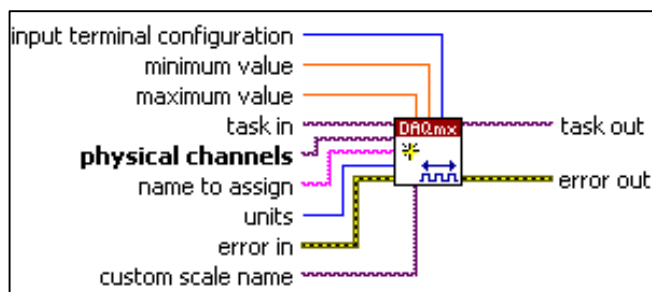 input terminal configuration
minimum value
maximum value
task in
physical channels
name to assign
units
error in
custom scale name
DAQmx
task out
error out